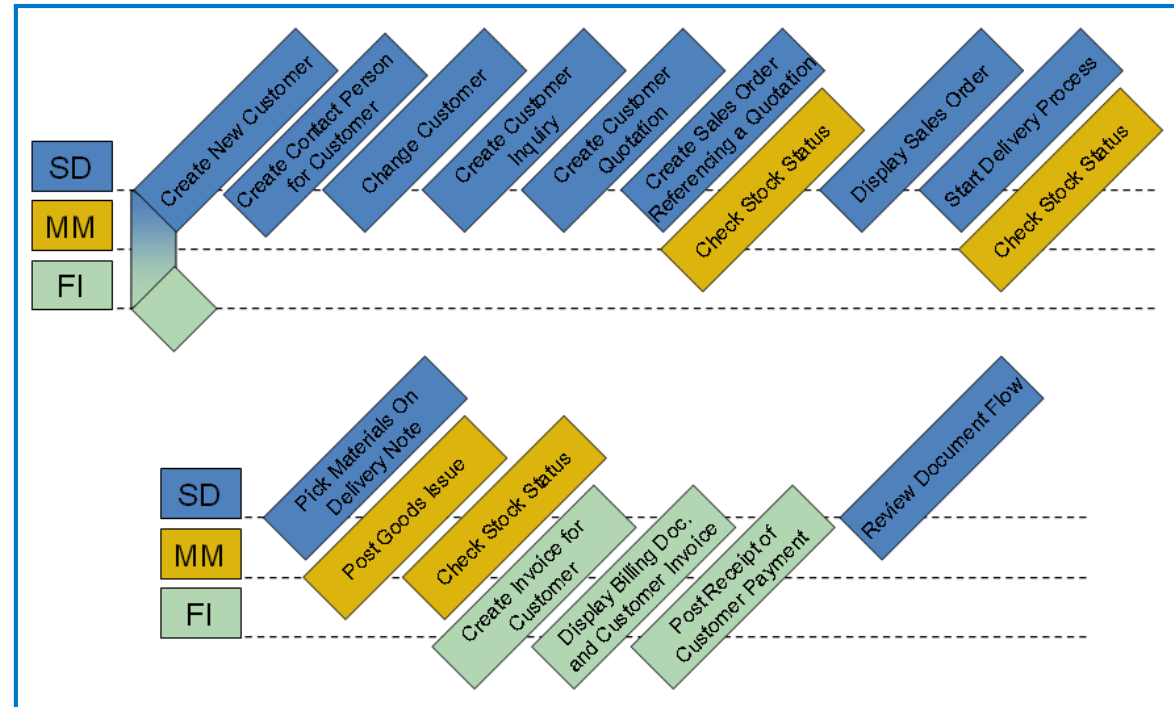 SD
MM
FI
Create New Customer
Create Contact Person
for Customer
Change Customer
Create Customer
Inquiry
Create Customer
Quotation
Create Sales Order
Referencing a Quotation
Check Stock Status
Display Sales Order
Start Delivery Process
Check Stock Status
SD
MM
FI
Pick Materials On
Delivery Note
Post Goods Issue
Check Stock Status
Create Invoice for
Customer
Display Billing Doc.
and Customer Invoice
Post Receipt of
Customer Payment
Review Document Flow